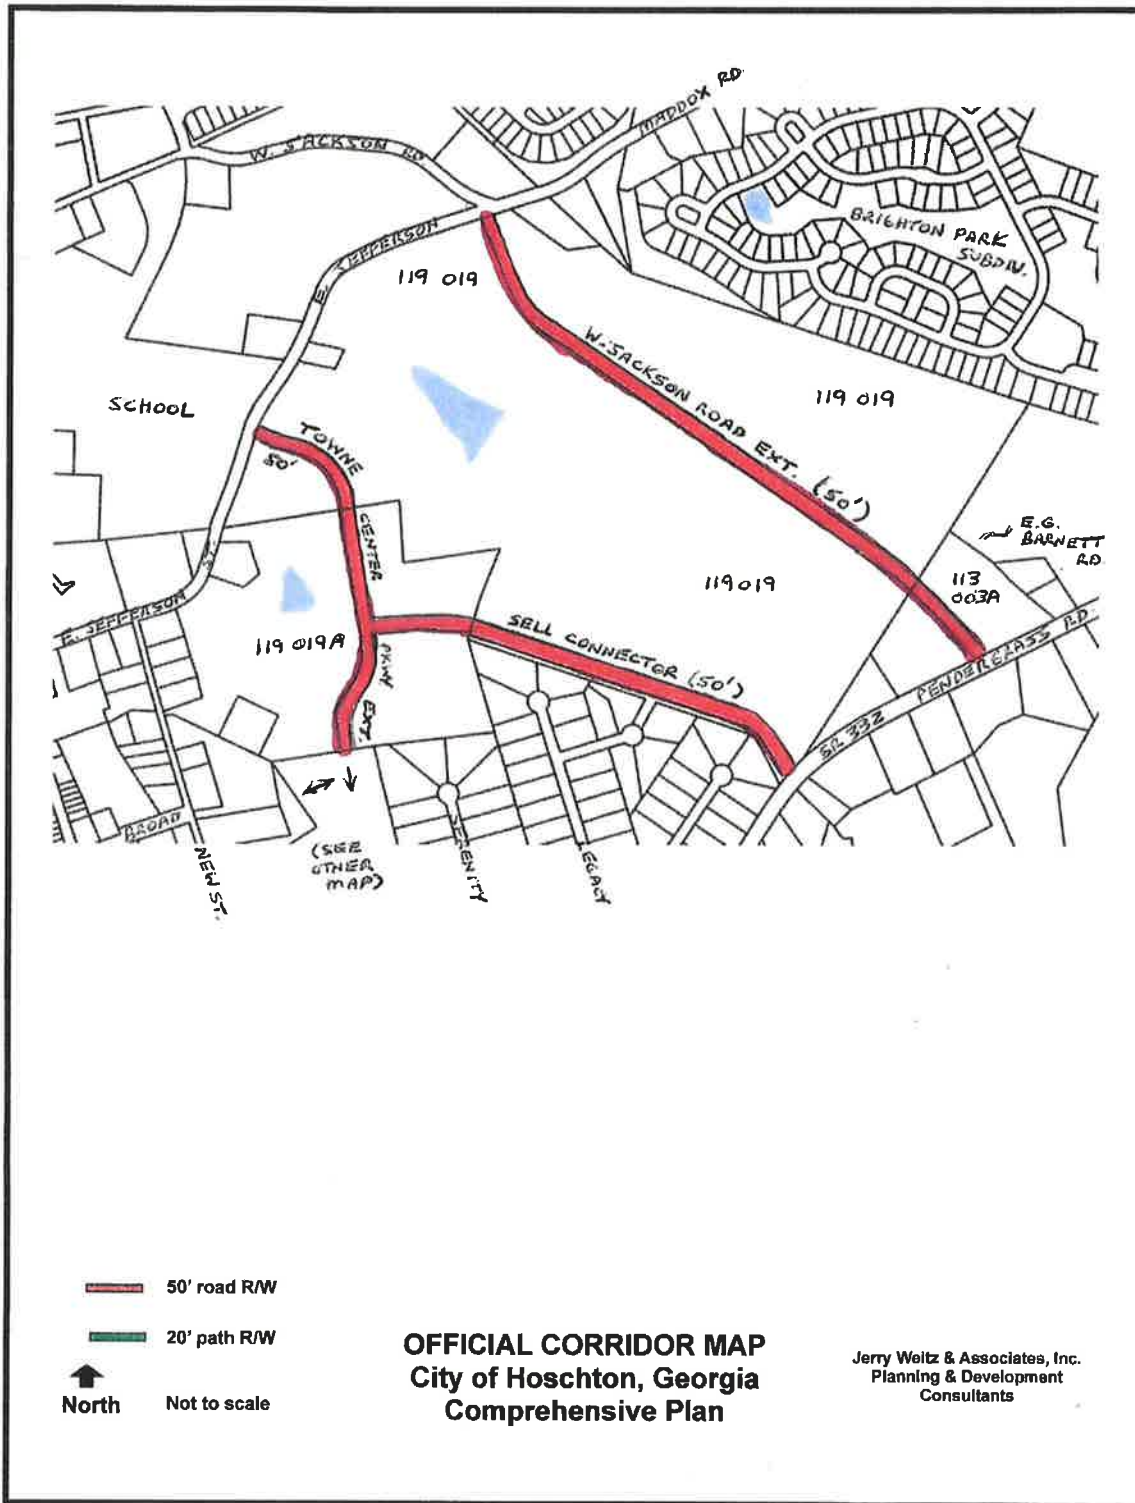 MADDOX RD.
W. JACKSON RD.
E. JEFFERSON
119 019
BRIGHTON PARK
SUBDIV.
W. JACKSON ROAD EXT. (50')
119 019
SCHOOL
TOWNE
50'
CENTER
PKWY
EXT.
E.G.
BARNETT
RD
113
003A
119 019
ST.
E. JEFFERSON
119 019A
SELL CONNECTOR (50')
SR 332 PENDERGRASS RD.
BROAD
NEW ST.
(SEE
OTHER
MAP)
SERENITY
LEGACY
50' road R/W
20' path R/W
North
Not to scale
OFFICIAL CORRIDOR MAP
City of Hoschton, Georgia
Comprehensive Plan
Jerry Weitz & Associates, Inc.
Planning & Development
Consultants